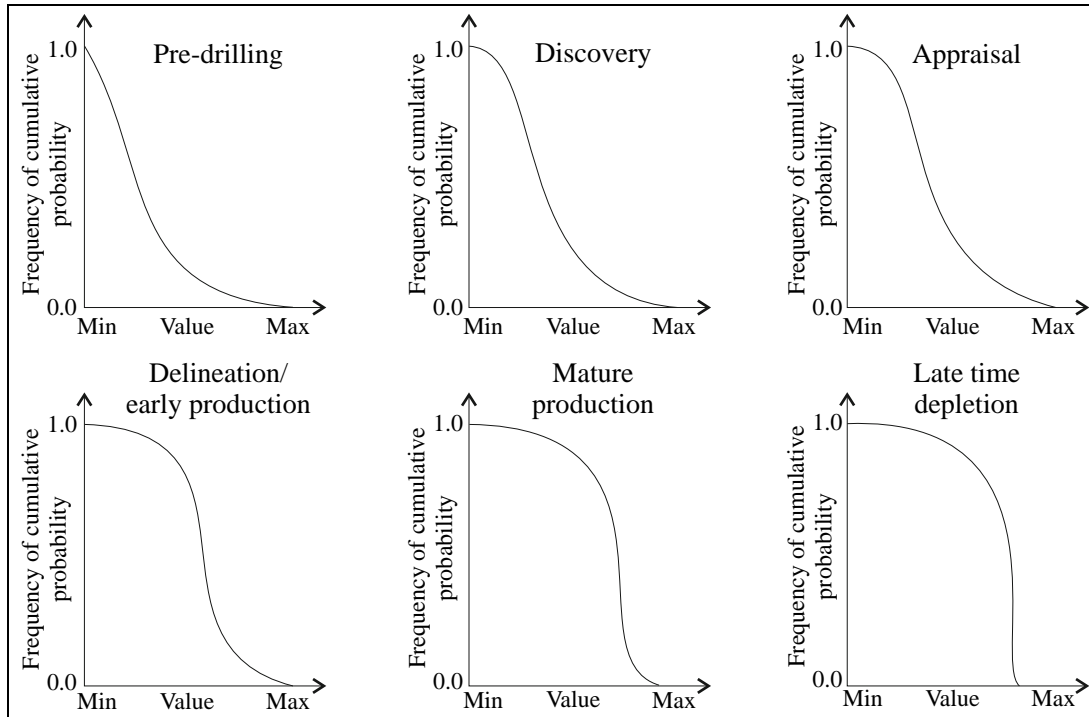 Pre-drilling
1.0
Frequency of cumulative
probability
0.0
Min Value Max
Discovery
1.0
Frequency of cumulative
probability
0.0
Min Value Max
Appraisal
1.0
Frequency of cumulative
probability
0.0
Min Value Max
Delineation/
early production
1.0
Frequency of cumulative
probability
0.0
Min Value Max
Mature
production
1.0
Frequency of cumulative
probability
0.0
Min Value Max
Late time
depletion
1.0
Frequency of cumulative
probability
0.0
Min Value Max